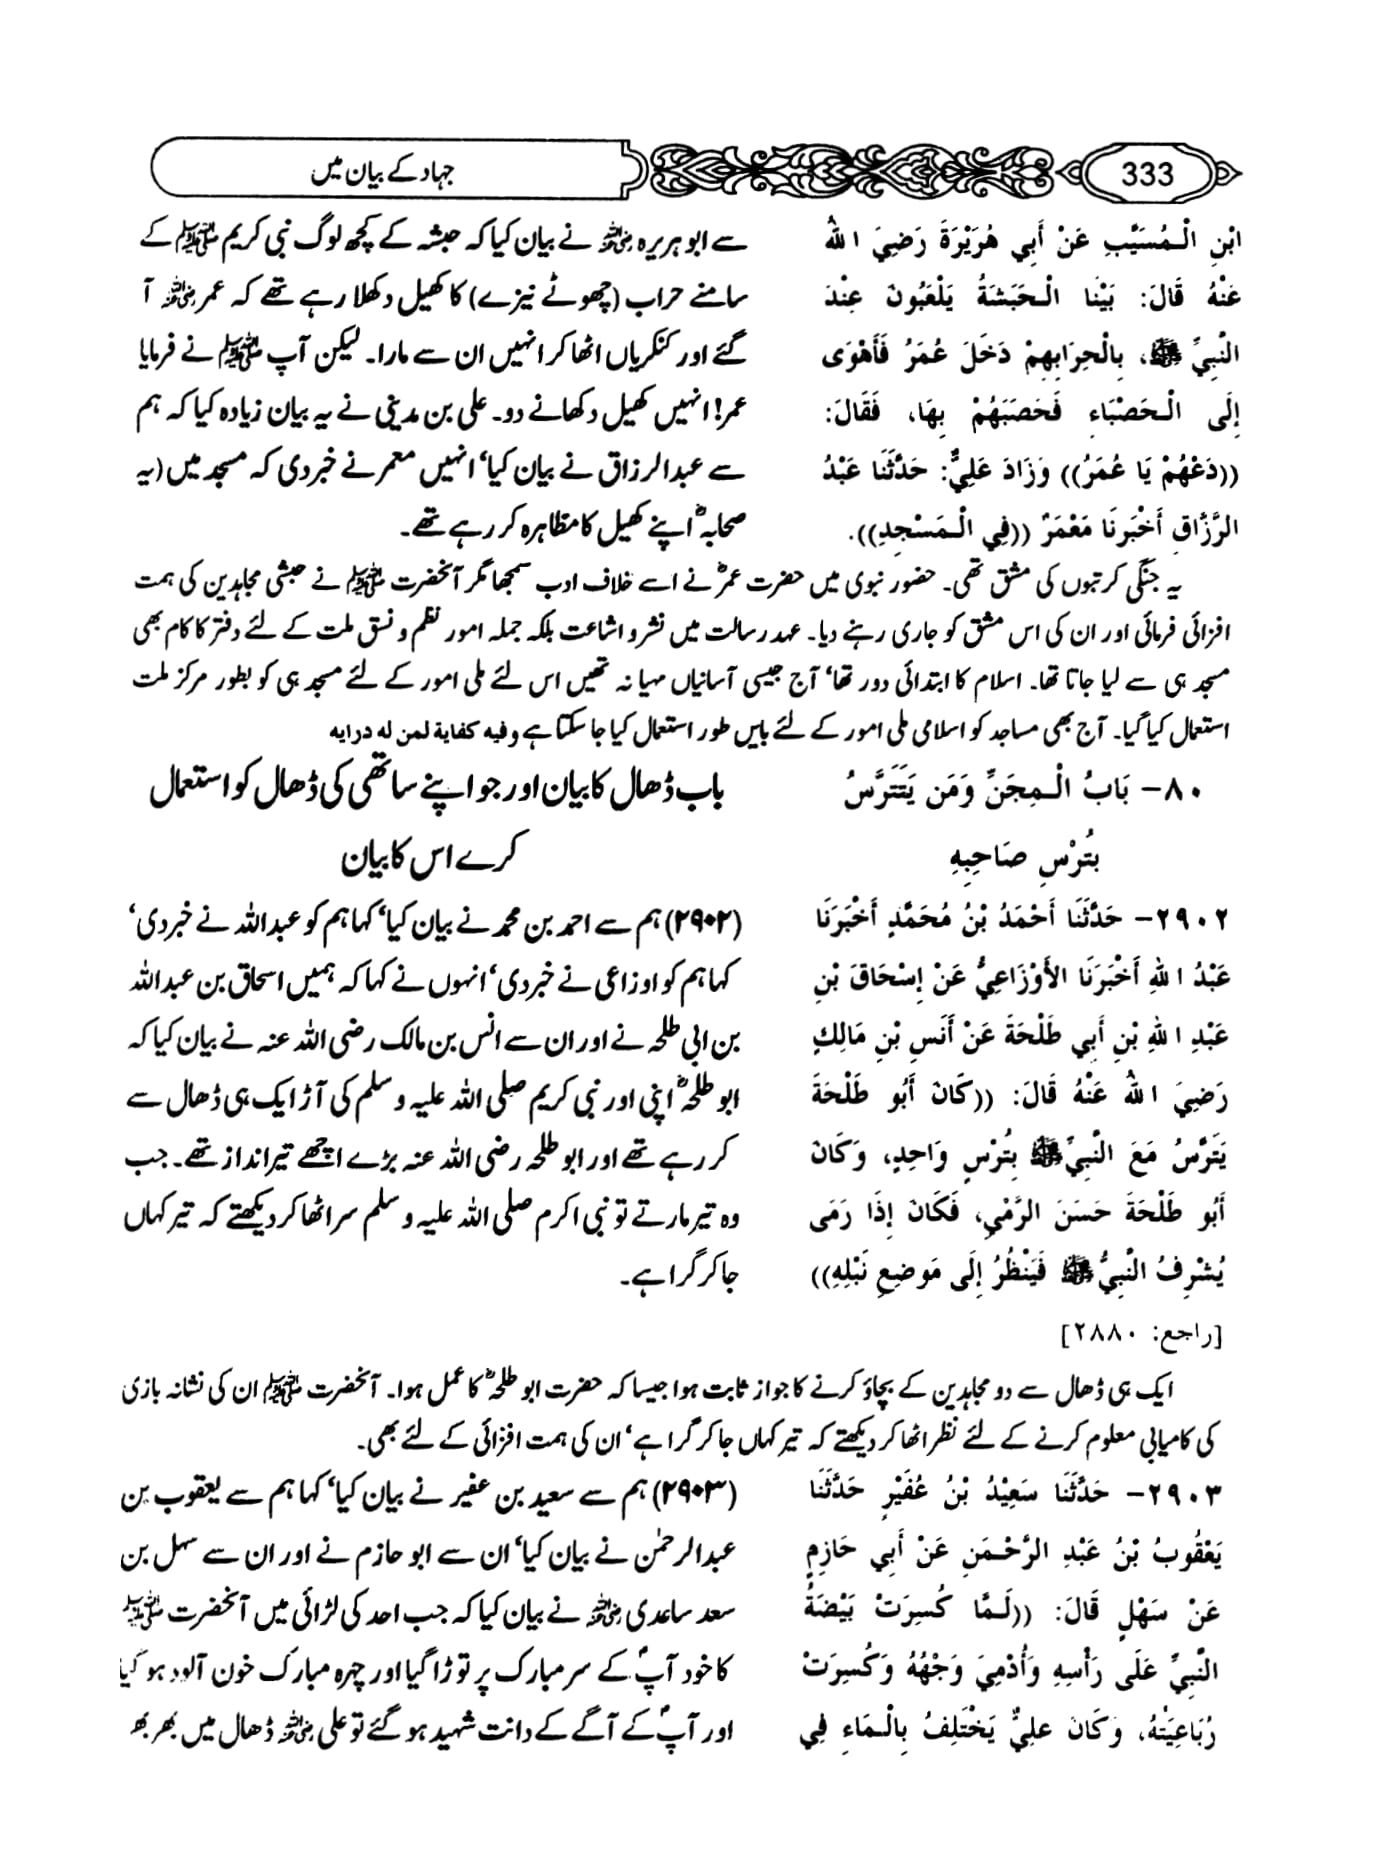 333
جہاد کے بیان میں
ابْنِ الْـمُسَيَّبِ عَنْ أَبِي هُرَيْرَةَ رَضِيَ اللهُ
عَنْهُ قَالَ: بَيْنَا الْـحَبَشَةُ يَلْعَبُونَ عِنْدَ
النَّبِيِّ ﷺ، بِالْحِرَابِهِمْ دَخَلَ عُمَرُ فَأَهْوَى
إِلَى الْـحَصْبَاءِ فَحَصَبَهُمْ بِهَا، فَقَالَ:
((دَعْهُمْ يَا عُمَرُ)) وَزَادَ عَلِيٌّ: حَدَّثَنَا عَبْدُ
الرَّزَّاقِ أَخْبَرَنَا مَعْمَرٌ ((فِي الْـمَسْجِدِ)).
سے ابو ہریرہ رضی اللہ عنہ نے بیان کیا کہ حبشہ کے کچھ لوگ نبی کریم ﷺ کے
سامنے حراب (چھوٹے نیزے) کا کھیل دکھلا رہے تھے کہ عمر رضی اللہ عنہ آ
گئے اور کنکریاں اٹھا کر انہیں ان سے مارا۔ لیکن آپ ﷺ نے فرمایا
عمر! انہیں کھیل دکھانے دو۔ علی بن مدینی نے یہ بیان زیادہ کیا کہ ہم
سے عبدالرزاق نے بیان کیا‘ انہیں معمر نے خبر دی کہ مسجد میں (یہ
صحابہؓ اپنے کھیل کا مظاہرہ کر رہے تھے۔
یہ جنگی کرتبوں کی مشق تھی۔ حضور نبوی میں حضرت عمرؓ نے اسے خلاف ادب سمجھا مگر آنحضرت ﷺ نے حبشی مجاہدین کی ہمت
افزائی فرمائی اور ان کی اس مشق کو جاری رہنے دیا۔ عہد رسالت میں نشر و اشاعت بلکہ جملہ امور نظم و نسق ملت کے لئے دفتر کا کام بھی
مسجد ہی سے لیا جاتا تھا۔ اسلام کا ابتدائی دور تھا‘ آج جیسی آسانیاں مہیا نہ تھیں اس لئے ملی امور کے لئے مسجد ہی کو بطور مرکز ملت
استعمال کیا گیا۔ آج بھی مساجد کو اسلامی ملی امور کے لئے بایں طور استعمال کیا جا سکتا ہے وفیه كفاية لمن له درايه
٨٠- بَابُ الْـمِجَنِّ وَمَن يَتَتَرَّسُ
بِتُرْسِ صَاحِبِهِ
باب ڈھال کا بیان اور جو اپنے ساتھی کی ڈھال کو استعمال
کرے اس کا بیان
٢٩٠٢- حَدَّثَنَا أَحْمَدُ بْنُ مُحَمَّدٍ أَخْبَرَنَا
عَبْدُ اللهِ أَخْبَرَنَا الأَوْزَاعِيُّ عَنْ إِسْحَاقَ بْنِ
عَبْدِ اللهِ بْنِ أَبِي طَلْحَةَ عَنْ أَنَسِ بْنِ مَالِكٍ
رَضِيَ اللهُ عَنْهُ قَالَ: ((كَانَ أَبُو طَلْحَةَ
يَتَرَّسُ مَعَ النَّبِيِّ ﷺ بِتُرْسٍ وَاحِدٍ، وَكَانَ
أَبُو طَلْحَةَ حَسَنَ الرَّمْيِ، فَكَانَ إِذَا رَمَى
يُشْرِفُ النَّبِيُّ ﷺ فَيَنْظُرُ إِلَى مَوضِعِ نَبْلِهِ))
[راجع: ٢٨٨٠]
(۲۹۰۲) ہم سے احمد بن محمد نے بیان کیا‘ کہا ہم کو عبداللہ نے خبر دی‘
کہا ہم کو اوزاعی نے خبر دی‘ انہوں نے کہا کہ ہمیں اسحاق بن عبداللہ
بن ابی طلحہ نے اور ان سے انس بن مالک رضی اللہ عنہ نے بیان کیا کہ
ابو طلحہؓ اپنی اور نبی کریم صلی اللہ علیہ و سلم کی آڑ ایک ہی ڈھال سے
کر رہے تھے اور ابو طلحہ رضی اللہ عنہ بڑے اچھے تیرانداز تھے۔ جب
وہ تیر مارتے تو نبی اکرم صلی اللہ علیہ و سلم سر اٹھا کر دیکھتے کہ تیر کہاں
جا کر گرا ہے۔
ایک ہی ڈھال سے دو مجاہدین کے بچاؤ کرنے کا جواز ثابت ہوا جیسا کہ حضرت ابو طلحہؓ کا عمل ہوا۔ آنحضرت ﷺ ان کی نشانہ بازی
کی کامیابی معلوم کرنے کے لئے نظر اٹھا کر دیکھتے کہ تیر کہاں جا کر گرا ہے‘ ان کی ہمت افزائی کے لئے بھی۔
٢٩٠٣- حَدَّثَنَا سَعِيْدُ بْنُ عُفَيْرٍ حَدَّثَنَا
يَعْقُوبُ بْنُ عَبْدِ الرَّحْـمَنِ عَنْ أَبِي حَازِمٍ
عَنْ سَهْلٍ قَالَ: ((لَـمَّا كُسِرَتْ بَيْضَةُ
النَّبِيِّ عَلَى رَأْسِهِ وَأُدْمِيَ وَجْهُهُ وَكُسِرَتْ
رُبَاعِيَتْهُ، وَكَانَ عَلِيٌّ يَخْتَلِفُ بِالْـمَاءِ فِي
(۲۹۰۳) ہم سے سعید بن عفیر نے بیان کیا‘ کہا ہم سے یعقوب بن
عبدالرحمٰن نے بیان کیا‘ ان سے ابو حازم نے اور ان سے سہل بن
سعد ساعدی رضی اللہ عنہ نے بیان کیا کہ جب احد کی لڑائی میں آنحضرت ﷺ
کا خود آپؐ کے سر مبارک پر توڑا گیا اور چہرہ مبارک خون آلود ہو گیا
اور آپؐ کے آگے کے دانت شہید ہو گئے تو علی رضی اللہ عنہ ڈھال میں بھر بھر